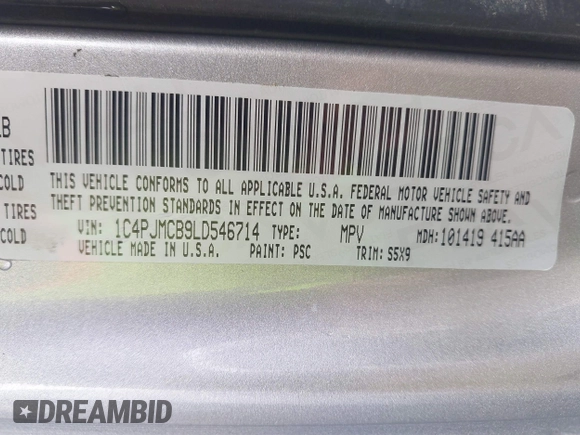 LB
TIRES
COLD
TIRES
COLD
THIS VEHICLE CONFORMS TO ALL APPLICABLE U.S.A. FEDERAL MOTOR VEHICLE SAFETY AND
THEFT PREVENTION STANDARDS IN EFFECT ON THE DATE OF MANUFACTURE SHOWN ABOVE.
VIN: 1C4PJMCB9LD546714 TYPE: MPV MDH:101419 415AA
VEHICLE MADE IN U.S.A. PAINT: PSC TRIM: S5X9
DREAMBID